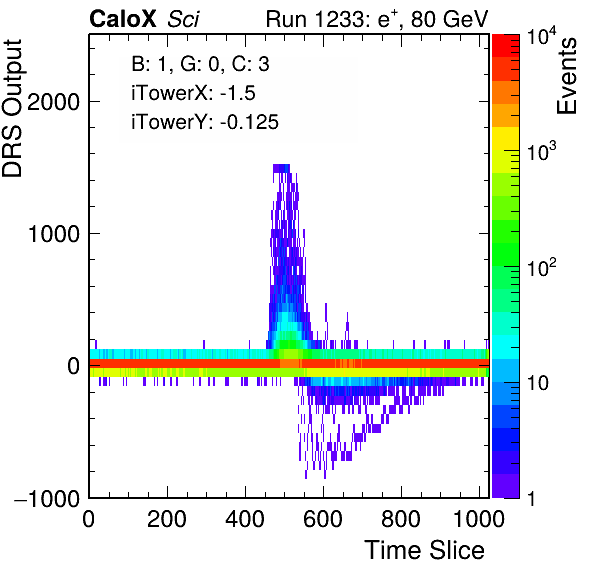 CaloX Sci
Run 1233: e⁺, 80 GeV
B: 1, G: 0, C: 3
iTowerX: -1.5
iTowerY: -0.125
DRS Output
2000
1000
0
−1000
0 200 400 600 800 1000
Time Slice
Events
10⁴
10³
10²
10
1